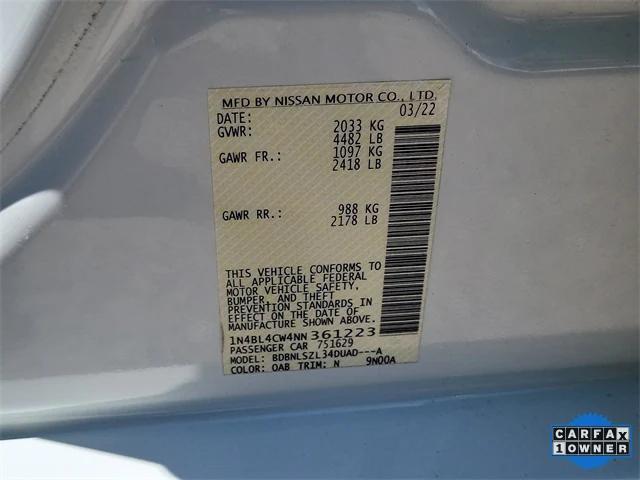 MFD BY NISSAN MOTOR CO., LTD.
DATE: 03/22
GVWR: 2033 KG
4482 LB
GAWR FR.: 1097 KG
2418 LB
GAWR RR.: 988 KG
2178 LB
THIS VEHICLE CONFORMS TO
ALL APPLICABLE FEDERAL
MOTOR VEHICLE SAFETY,
BUMPER, AND THEFT
PREVENTION STANDARDS IN
EFFECT ON THE DATE OF
MANUFACTURE SHOWN ABOVE.
1N4BL4CW4NN361223
PASSENGER CAR 751629
MODEL: BDBNLSZL34DUAD---A
COLOR: QAB TRIM: N 9N00A
CARFAX
1 OWNER